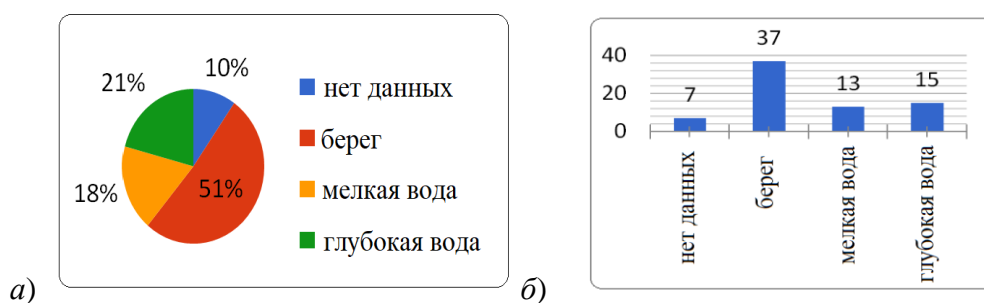 10%
21%
18%
51%
нет данных
берег
мелкая вода
глубокая вода
а)
40
20
0
7
37
13
15
нет данных
берег
мелкая вода
глубокая вода
б)